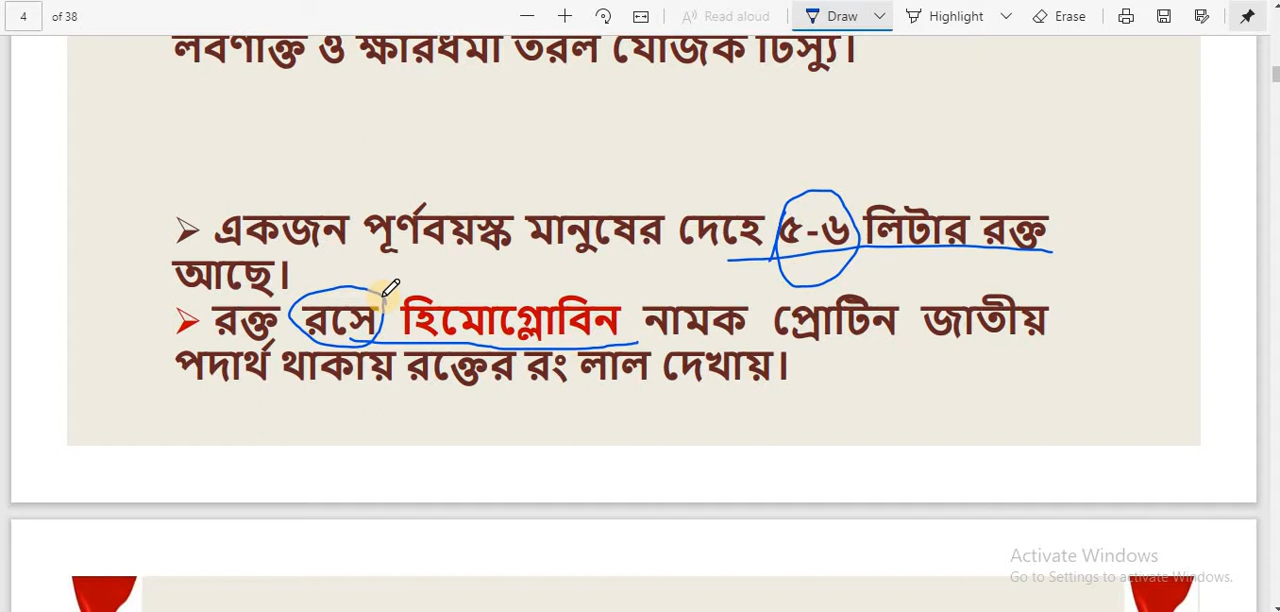 4 of 38 Read aloud Draw Highlight Erase
লবণাক্ত ও ক্ষারধর্মী তরল যোজক টিস্যু।
একজন পূর্ণবয়স্ক মানুষের দেহে ৫-৬ লিটার রক্ত
আছে।
রক্ত রসে হিমোগ্লোবিন নামক প্রোটিন জাতীয়
পদার্থ থাকায় রক্তের রং লাল দেখায়।
Activate Windows
Go to Settings to activate Windows.